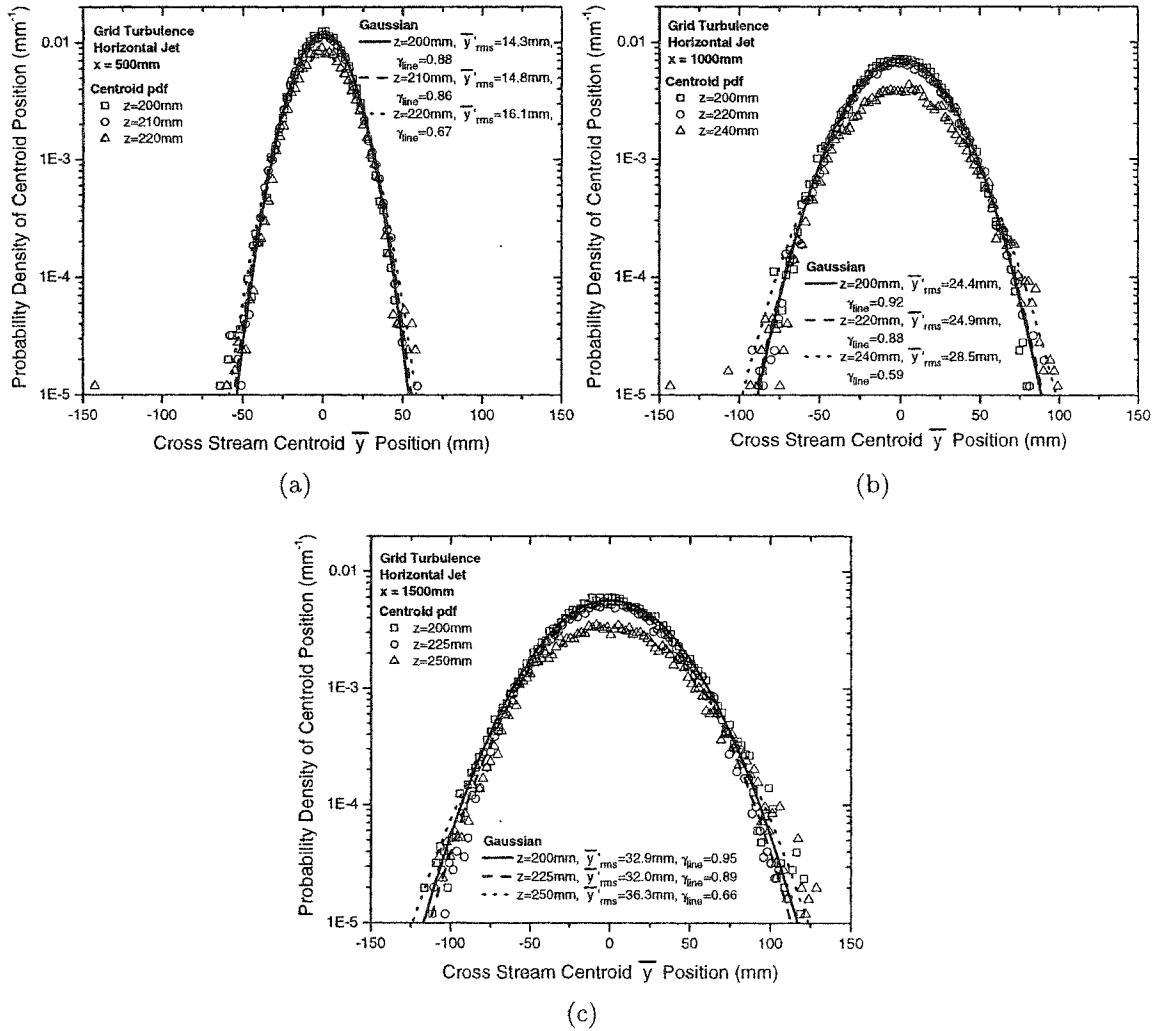 Probability Density of Centroid Position (mm⁻¹)
0.01
1E-3
1E-4
1E-5
Grid Turbulence
Horizontal Jet
x = 500mm
Centroid pdf
z=200mm
z=210mm
z=220mm
Gaussian
z=200mm, y̅'rms=14.3mm,
γline=0.88
z=210mm, y̅'rms=14.8mm,
γline=0.86
z=220mm, y̅'rms=16.1mm,
γline=0.67
-150 -100 -50 0 50 100 150
Cross Stream Centroid y̅ Position (mm)
(a)
Probability Density of Centroid Position (mm⁻¹)
0.01
1E-3
1E-4
1E-5
Grid Turbulence
Horizontal Jet
x = 1000mm
Centroid pdf
z=200mm
z=220mm
z=240mm
Gaussian
z=200mm, y̅'rms=24.4mm,
γline=0.92
z=220mm, y̅'rms=24.9mm,
γline=0.88
z=240mm, y̅'rms=28.5mm,
γline=0.59
-150 -100 -50 0 50 100 150
Cross Stream Centroid y̅ Position (mm)
(b)
Probability Density of Centroid Position (mm⁻¹)
0.01
1E-3
1E-4
1E-5
Grid Turbulence
Horizontal Jet
x = 1500mm
Centroid pdf
z=200mm
z=225mm
z=250mm
Gaussian
z=200mm, y̅'rms=32.9mm, γline=0.95
z=225mm, y̅'rms=32.0mm, γline=0.89
z=250mm, y̅'rms=36.3mm, γline=0.66
-150 -100 -50 0 50 100 150
Cross Stream Centroid y̅ Position (mm)
(c)